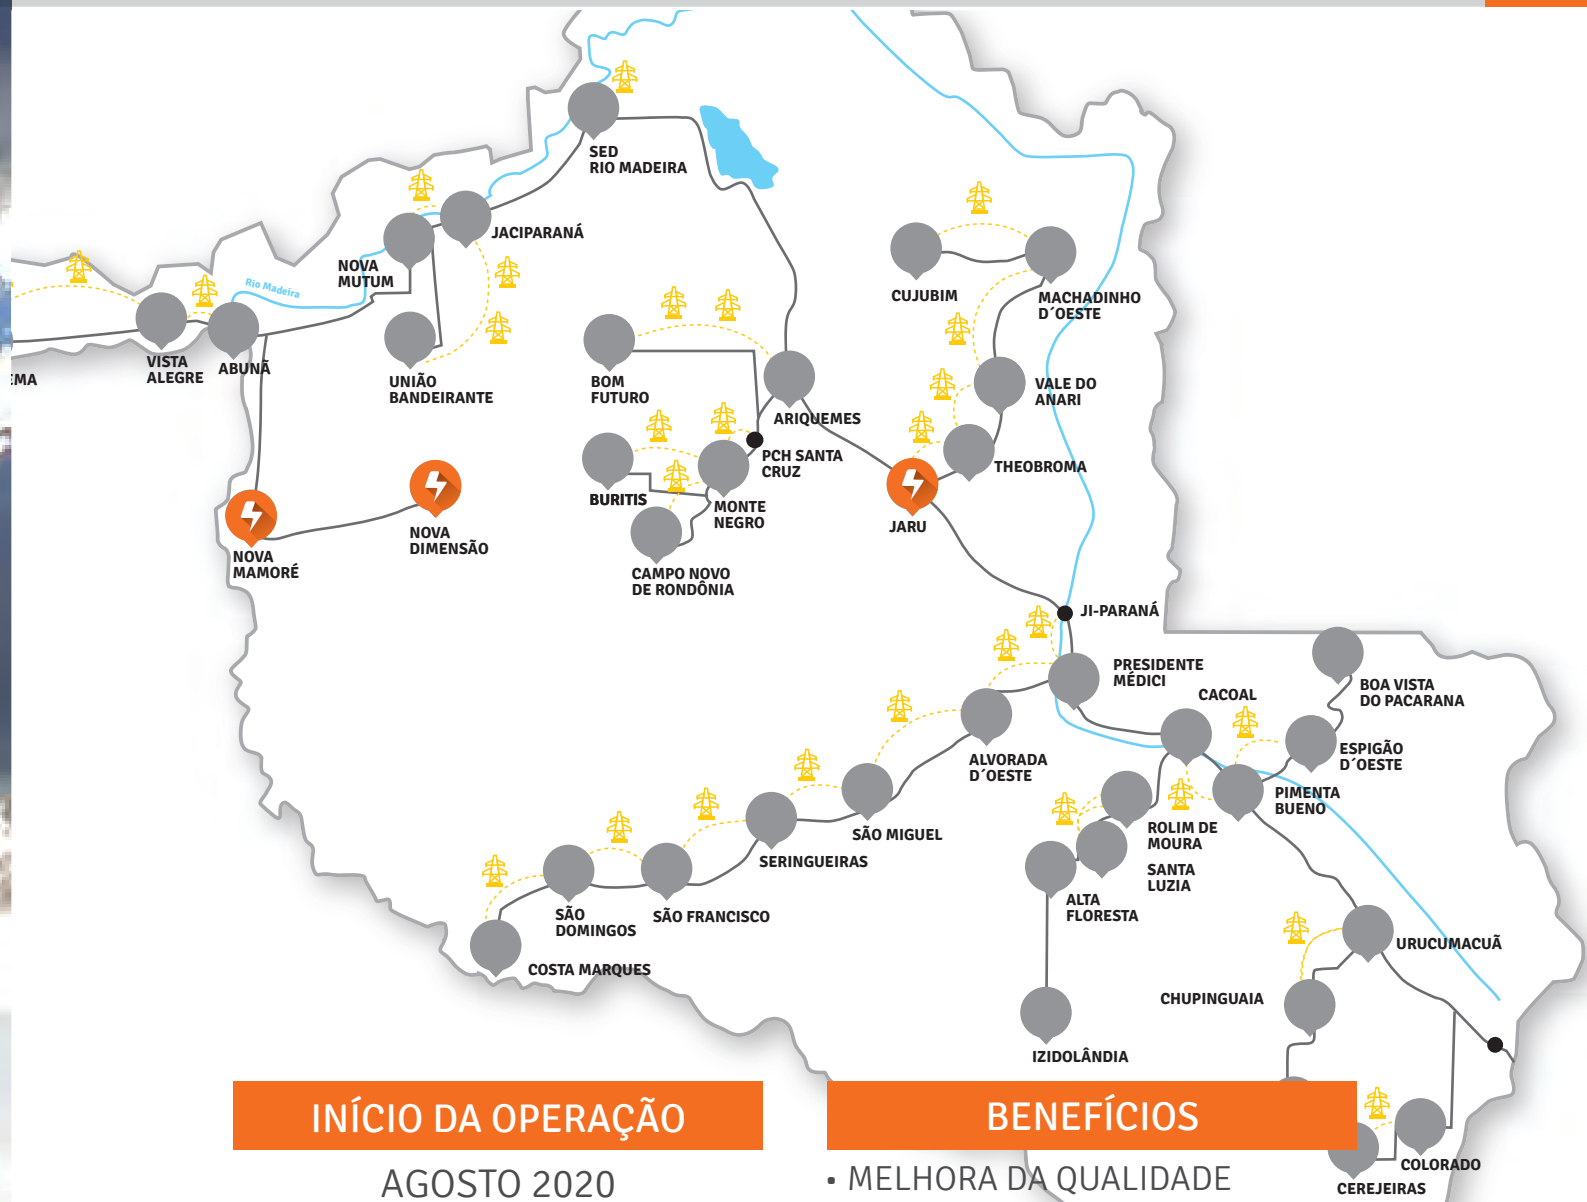 SED
RIO MADEIRA
JACIPARANÁ
NOVA
MUTUM
Rio Madeira
CUJUBIM
MACHADINHO
D´OESTE
VISTA
ALEGRE
ABUNÃ
EMA
UNIÃO
BANDEIRANTE
BOM
FUTURO
ARIQUEMES
VALE DO
ANARI
PCH SANTA
CRUZ
THEOBROMA
BURITIS
MONTE
NEGRO
JARU
NOVA
DIMENSÃO
NOVA
MAMORÉ
CAMPO NOVO
DE RONDÔNIA
JI-PARANÁ
PRESIDENTE
MÉDICI
CACOAL
BOA VISTA
DO PACARANA
ALVORADA
D´OESTE
ESPIGÃO
D´OESTE
PIMENTA
BUENO
SÃO MIGUEL
ROLIM DE
MOURA
SERINGUEIRAS
SANTA
LUZIA
ALTA
FLORESTA
SÃO
DOMINGOS
SÃO FRANCISCO
URUCUMACUÃ
COSTA MARQUES
CHUPINGUAIA
IZIDOLÂNDIA
COLORADO
CEREJEIRAS
INÍCIO DA OPERAÇÃO
AGOSTO 2020
BENEFÍCIOS
• MELHORA DA QUALIDADE